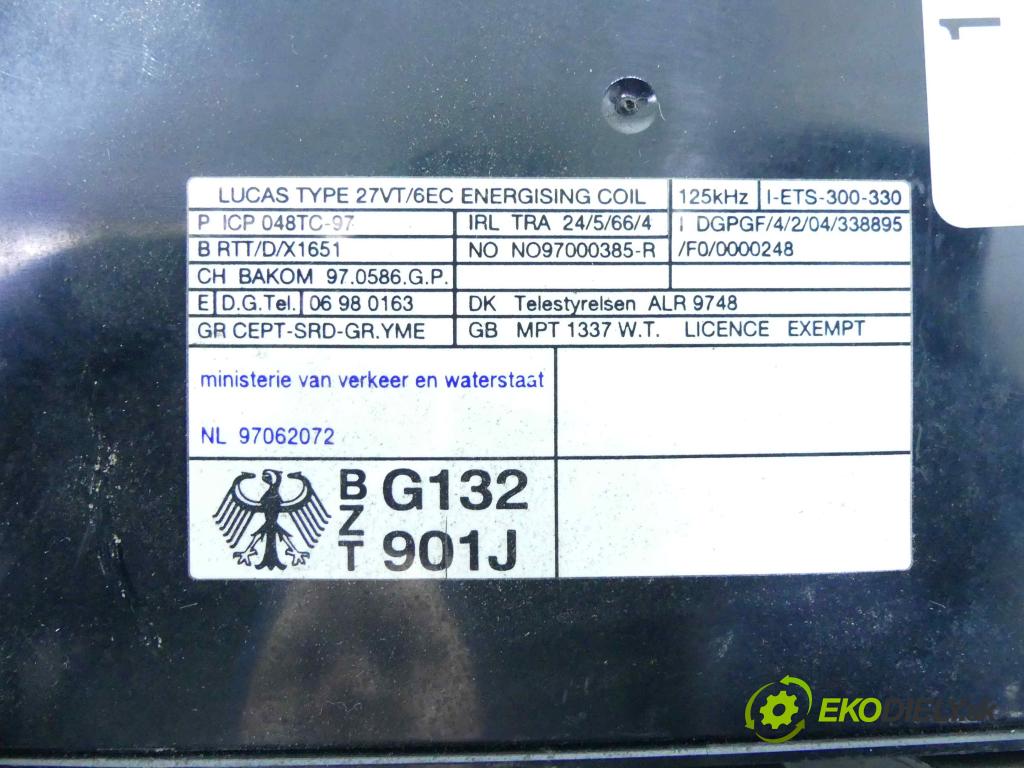 LUCAS TYPE 27VT/6EC ENERGISING COIL 125kHz I-ETS-300-330
P ICP 048TC-97 IRL TRA 24/5/66/4 I DGPGF/4/2/04/338895
B RTT/D/X1651 NO NO97000385-R /F0/0000248
CH BAKOM 97.0586.G.P.
E D.G.Tel. 06 98 0163 DK Telestyrelsen ALR 9748
GR CEPT-SRD-GR.YME GB MPT 1337 W.T. LICENCE EXEMPT
ministerie van verkeer en waterstaat
NL 97062072
BZT G132
901J
EKODIELY.SK